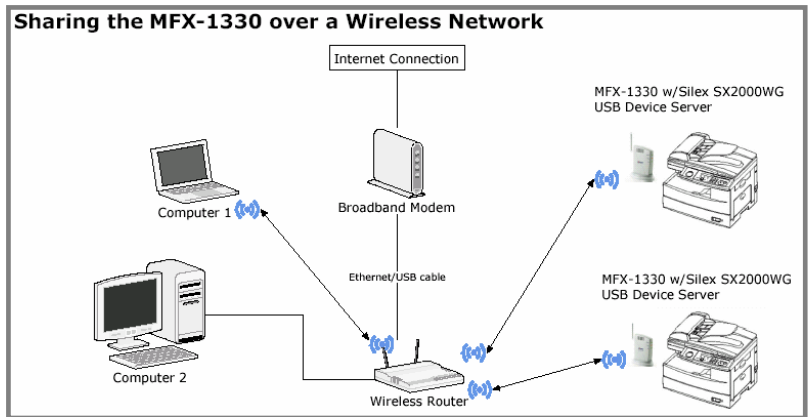 Sharing the MFX-1330 over a Wireless Network
Internet Connection
MFX-1330 w/Silex SX2000WG
USB Device Server
Computer 1
Broadband Modem
Ethernet/USB cable
MFX-1330 w/Silex SX2000WG
USB Device Server
Computer 2
Wireless Router